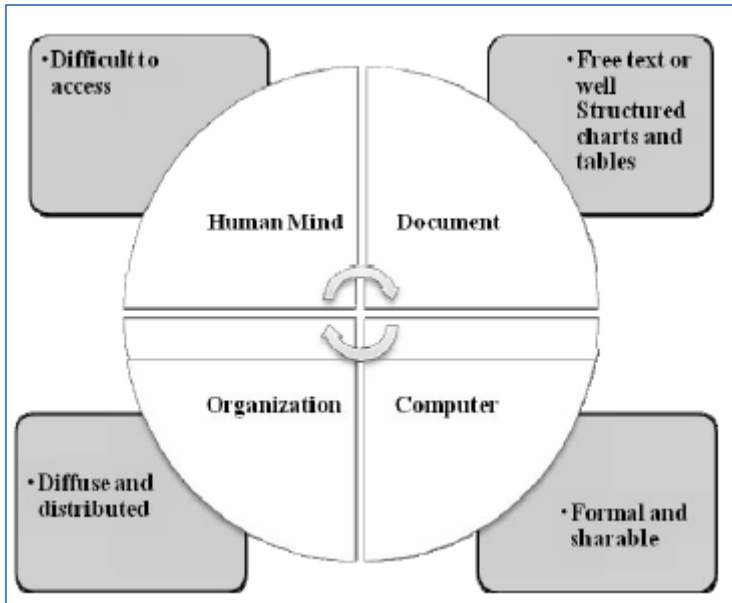 •Difficult to
access
•Free text or
well
Structured
charts and
tables
Human Mind
Document
Organization
Computer
•Diffuse and
distributed
•Formal and
sharable